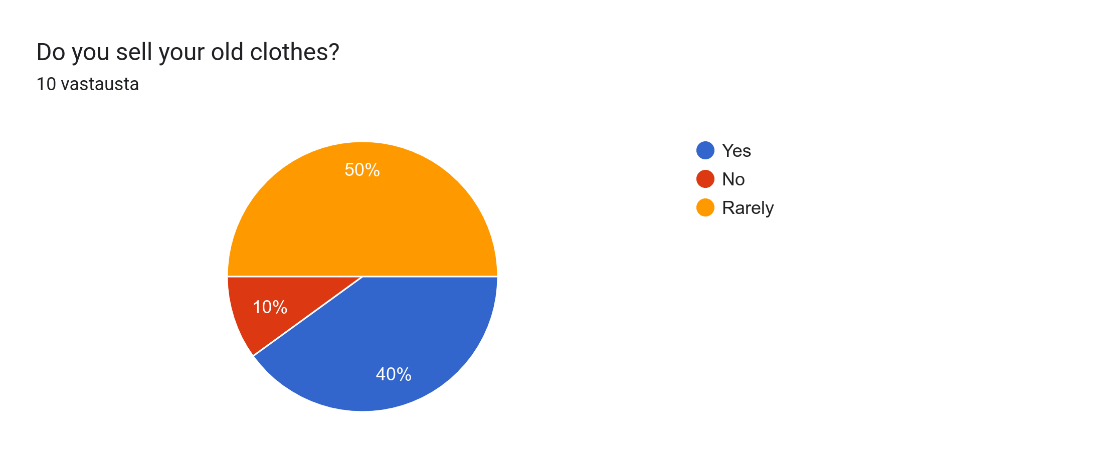 Do you sell your old clothes?
10 vastausta
50%
10%
40%
Yes
No
Rarely